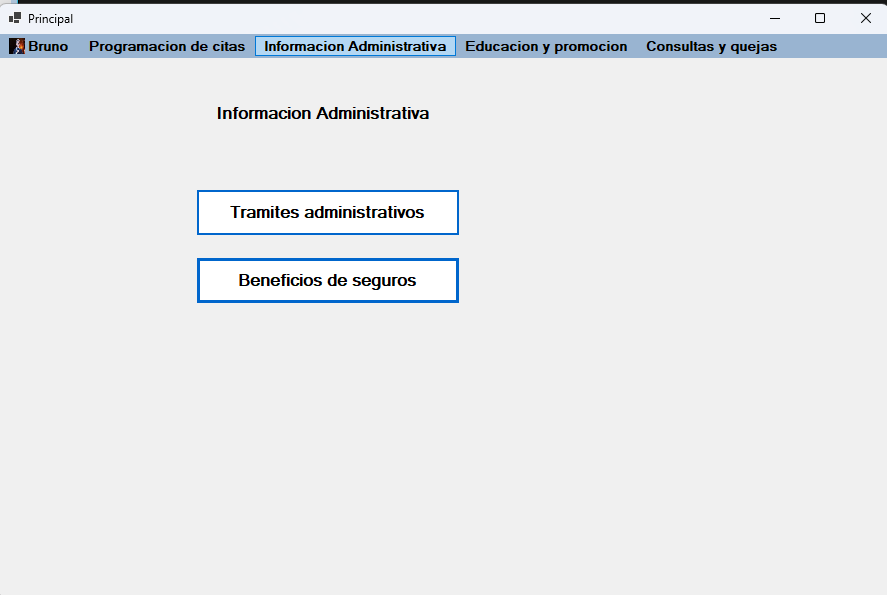 Principal
Bruno Programacion de citas Informacion Administrativa Educacion y promocion Consultas y quejas
Informacion Administrativa
Tramites administrativos
Beneficios de seguros